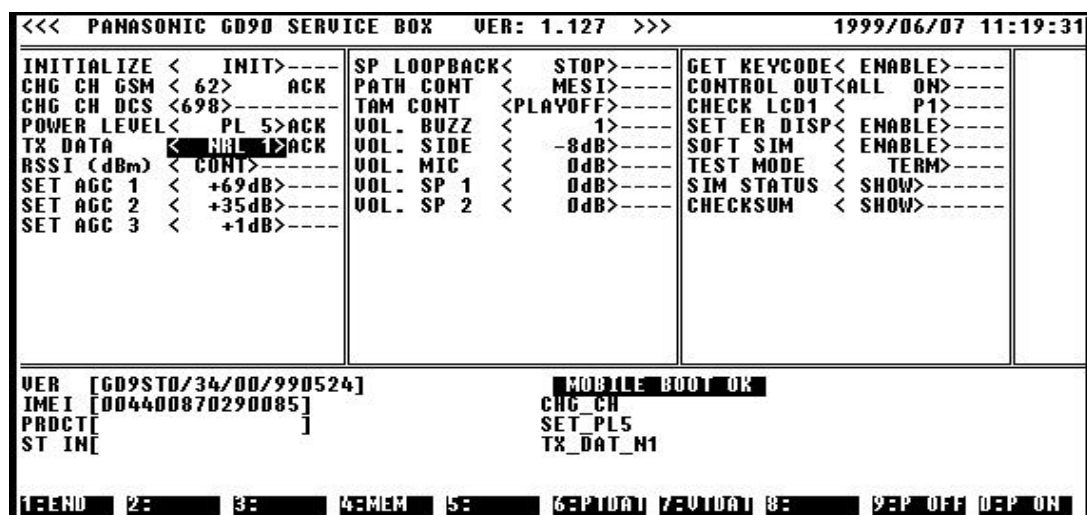 <<< PANASONIC GD90 SERVICE BOX VER: 1.127 >>> 1999/06/07 11:19:31
INITIALIZE < INIT>----
CHG CH GSM < 62> ACK
CHG CH DCS <698>---------
POWER LEVEL< PL 5>ACK
TX DATA < NRL 1>ACK
RSSI (dBm) < CONT>------
SET AGC 1 < +69dB>----
SET AGC 2 < +35dB>----
SET AGC 3 < +1dB>----
SP LOOPBACK< STOP>----
PATH CONT < MESI>----
TAM CONT <PLAYOFF>----
VOL. BUZZ < 1>----
VOL. SIDE < -8dB>----
VOL. MIC < 0dB>----
VOL. SP 1 < 0dB>----
VOL. SP 2 < 0dB>----
GET KEYCODE< ENABLE>----
CONTROL OUT<ALL ON>----
CHECK LCD1 < P1>----
SET ER DISP< ENABLE>----
SOFT SIM < ENABLE>----
TEST MODE < TERM>----
SIM STATUS < SHOW>------
CHECKSUM < SHOW>------
VER [GD9ST0/34/00/990524]
IMEI [004400870290085]
PRDCT[ ]
ST IN[
MOBILE BOOT OK
CHG_CH
SET_PL5
TX_DAT_N1
1:END 2: 3: 4:MEM 5: 6:PTDAT 7:VTDAT 8: 9:P OFF 0:P ON